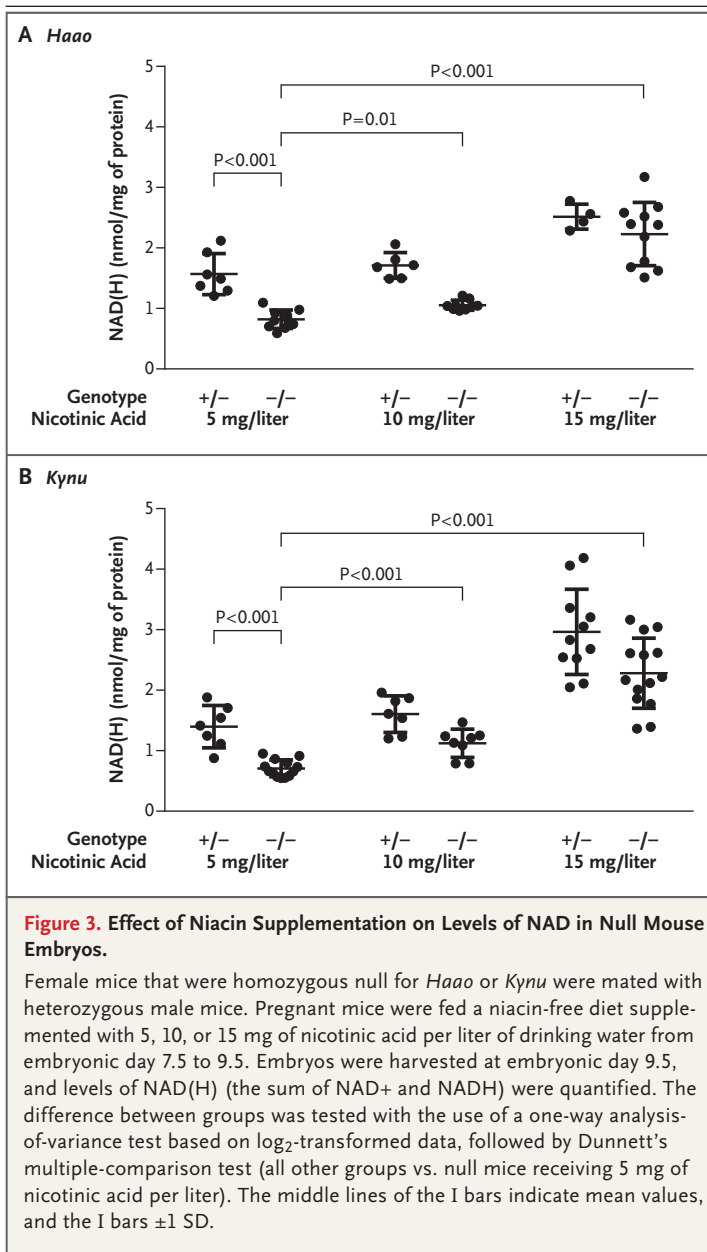 A Haao
5
4
3
2
1
0
NAD(H) (nmol/mg of protein)
P<0.001
P=0.01
P<0.001
Genotype +/− −/− +/− −/− +/− −/−
Nicotinic Acid 5 mg/liter 10 mg/liter 15 mg/liter
B Kynu
5
4
3
2
1
0
NAD(H) (nmol/mg of protein)
P<0.001
P<0.001
P<0.001
Genotype +/− −/− +/− −/− +/− −/−
Nicotinic Acid 5 mg/liter 10 mg/liter 15 mg/liter
Figure 3. Effect of Niacin Supplementation on Levels of NAD in Null Mouse
Embryos.
Female mice that were homozygous null for Haao or Kynu were mated with
heterozygous male mice. Pregnant mice were fed a niacin-free diet supple-
mented with 5, 10, or 15 mg of nicotinic acid per liter of drinking water from
embryonic day 7.5 to 9.5. Embryos were harvested at embryonic day 9.5,
and levels of NAD(H) (the sum of NAD+ and NADH) were quantified. The
difference between groups was tested with the use of a one-way analysis-
of-variance test based on log₂-transformed data, followed by Dunnett’s
multiple-comparison test (all other groups vs. null mice receiving 5 mg of
nicotinic acid per liter). The middle lines of the I bars indicate mean values,
and the I bars ±1 SD.